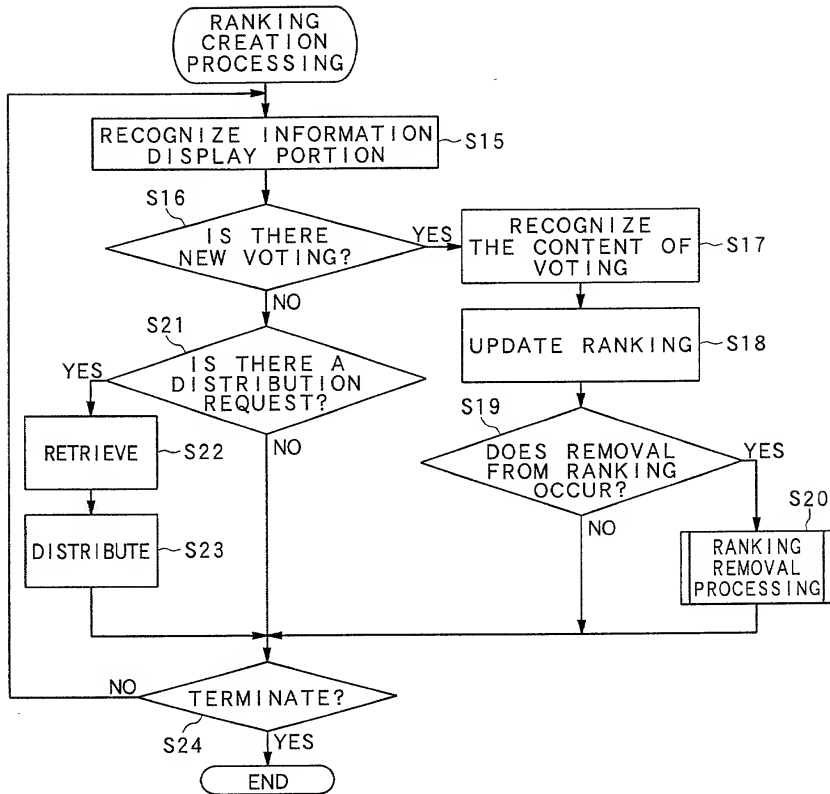 RANKING
CREATION
PROCESSING
RECOGNIZE INFORMATION
DISPLAY PORTION
S15
S16
IS THERE
NEW VOTING?
YES
RECOGNIZE
THE CONTENT OF
VOTING
S17
NO
S21
IS THERE A
DISTRIBUTION
REQUEST?
YES
UPDATE RANKING
S18
S19
DOES REMOVAL
FROM RANKING
OCCUR?
YES
RETRIEVE
S22
NO
S20
NO
RANKING
REMOVAL
PROCESSING
DISTRIBUTE
S23
NO
TERMINATE?
S24
YES
END